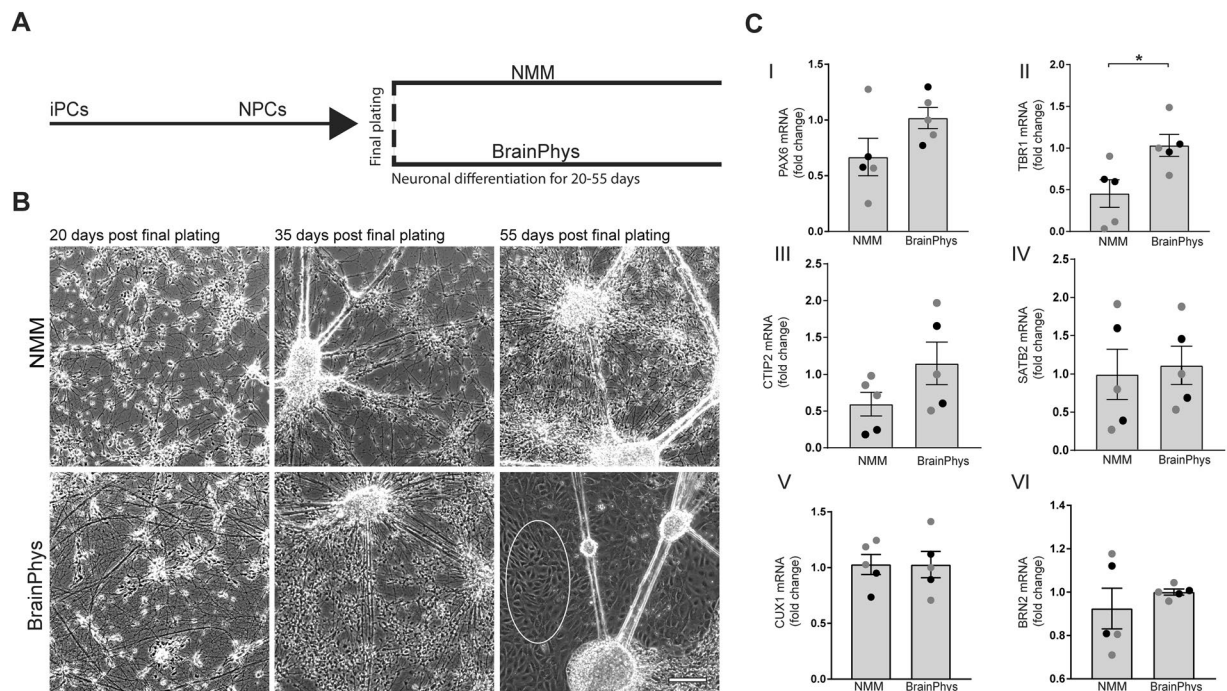 A
iPCs
NPCs
Final plating
NMM
BrainPhys
Neuronal differentiation for 20-55 days
B
20 days post final plating
35 days post final plating
55 days post final plating
NMM
BrainPhys
C
I
PAX6 mRNA
(fold change)
1.5
1.0
0.5
0.0
NMM
BrainPhys
II
TBR1 mRNA
(fold change)
2.0
1.5
1.0
0.5
0.0
*
NMM
BrainPhys
III
CTIP2 mRNA
(fold change)
2.5
2.0
1.5
1.0
0.5
0.0
NMM
BrainPhys
IV
SATB2 mRNA
(fold change)
2.5
2.0
1.5
1.0
0.5
0.0
NMM
BrainPhys
V
CUX1 mRNA
(fold change)
1.5
1.0
0.5
0.0
NMM
BrainPhys
VI
BRN2 mRNA
(fold change)
1.4
1.2
1.0
0.8
0.6
NMM
BrainPhys